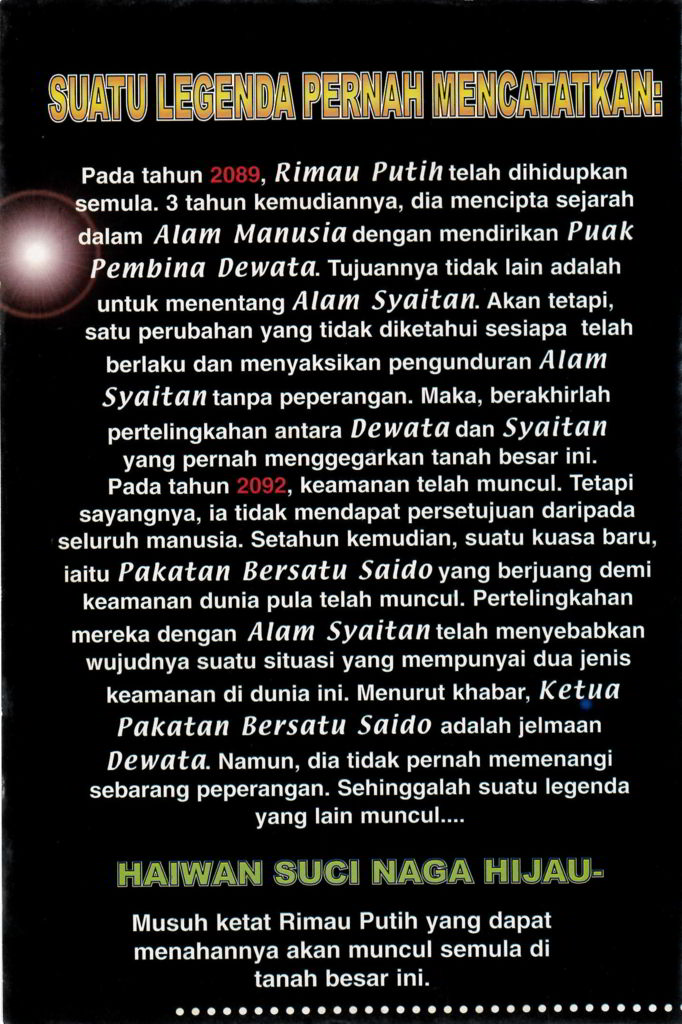 SUATU LEGENDA PERNAH MENCATATKAN:
Pada tahun 2089, Rimau Putih telah dihidupkan
semula. 3 tahun kemudiannya, dia mencipta sejarah
dalam Alam Manusia dengan mendirikan Puak
Pembina Dewata. Tujuannya tidak lain adalah
untuk menentang Alam Syaitan. Akan tetapi,
satu perubahan yang tidak diketahui sesiapa telah
berlaku dan menyaksikan pengunduran Alam
Syaitan tanpa peperangan. Maka, berakhirlah
pertelingkahan antara Dewata dan Syaitan
yang pernah menggegarkan tanah besar ini.
Pada tahun 2092, keamanan telah muncul. Tetapi
sayangnya, ia tidak mendapat persetujuan daripada
seluruh manusia. Setahun kemudian, suatu kuasa baru,
iaitu Pakatan Bersatu Saido yang berjuang demi
keamanan dunia pula telah muncul. Pertelingkahan
mereka dengan Alam Syaitan telah menyebabkan
wujudnya suatu situasi yang mempunyai dua jenis
keamanan di dunia ini. Menurut khabar, Ketua
Pakatan Bersatu Saido adalah jelmaan
Dewata. Namun, dia tidak pernah memenangi
sebarang peperangan. Sehinggalah suatu legenda
yang lain muncul....
HAIWAN SUCI NAGA HIJAU-
Musuh ketat Rimau Putih yang dapat
menahannya akan muncul semula di
tanah besar ini.